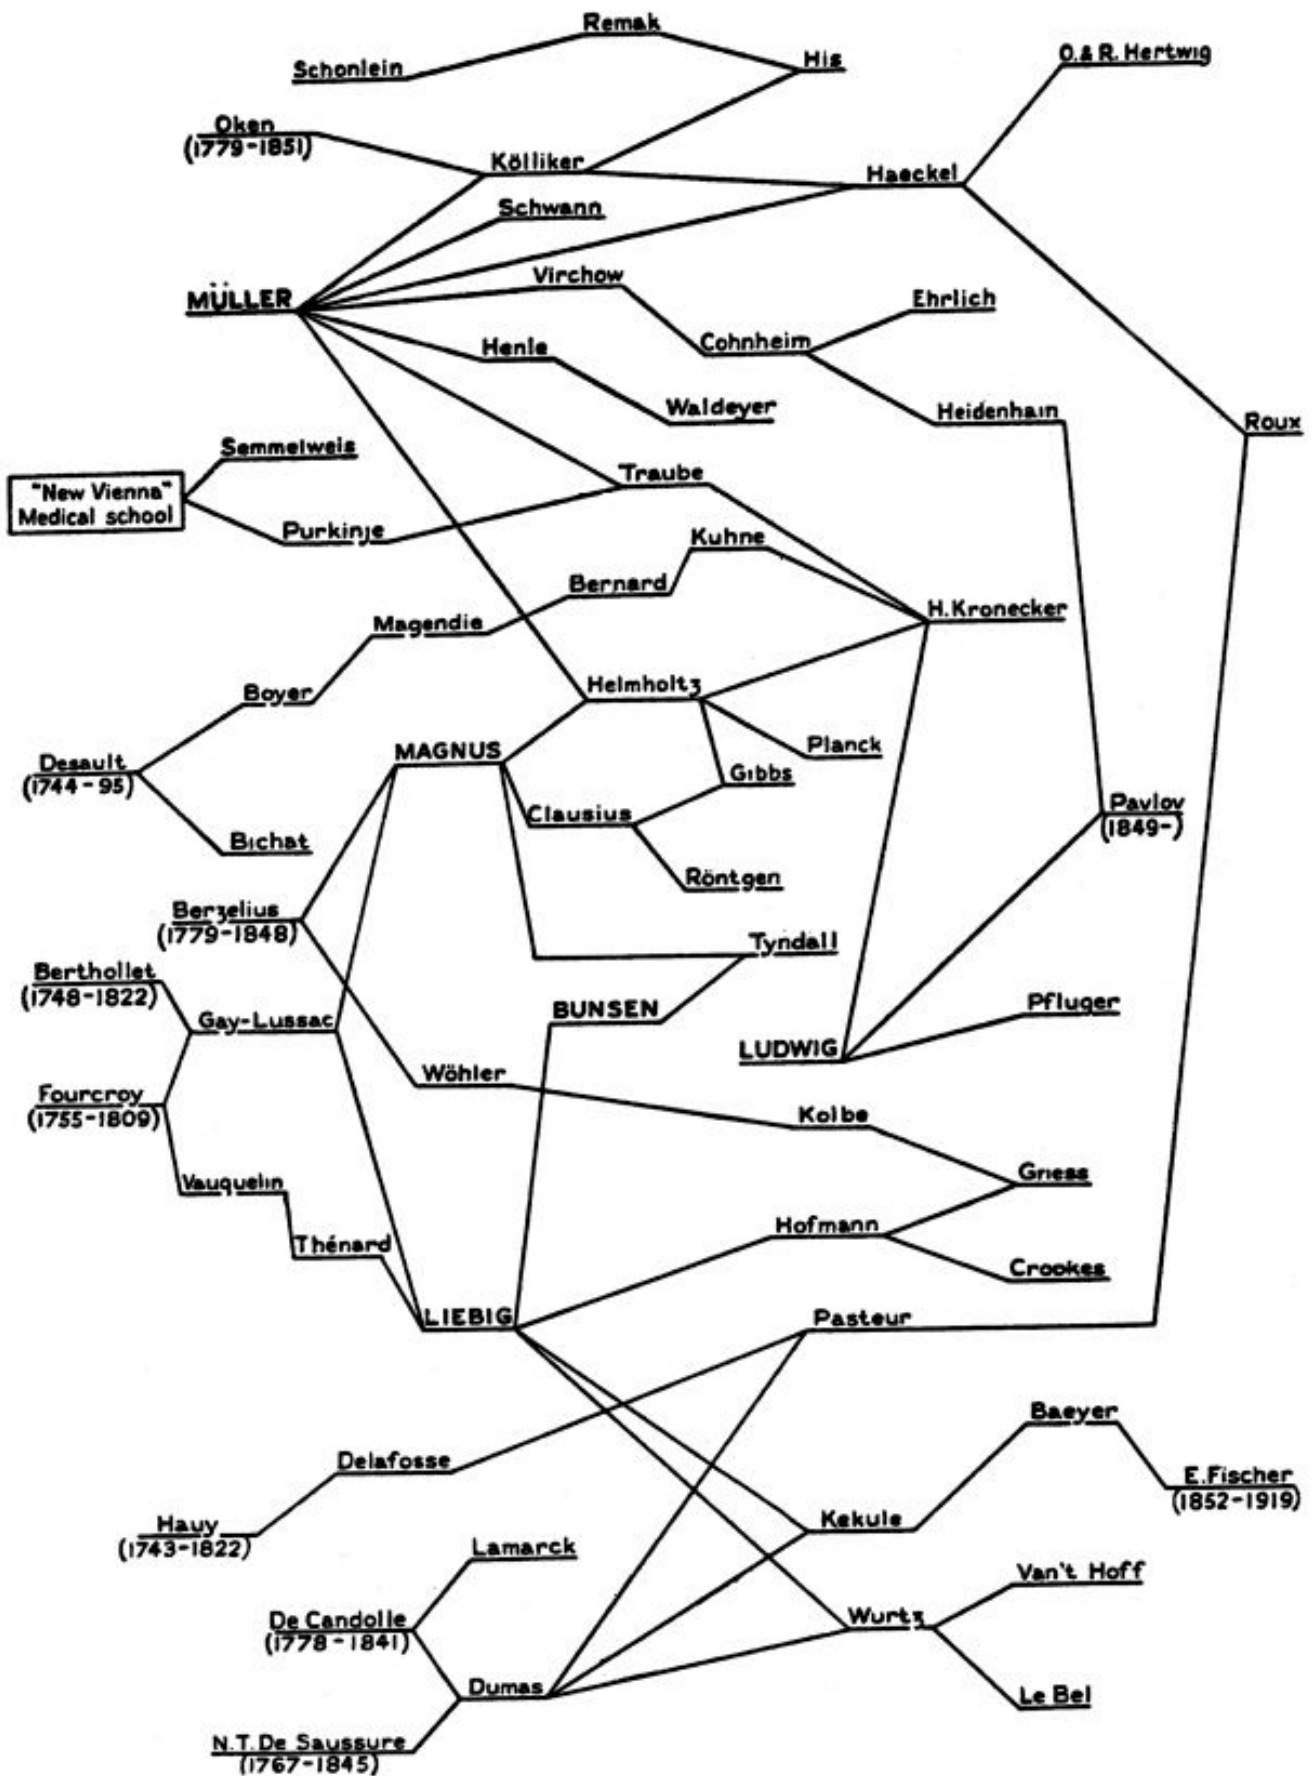 Remak
His
O. & R. Hertwig
Schonlein
Oken
(1779-1851)
Kölliker
Haeckel
Schwann
MÜLLER
Virchow
Ehrlich
Henle
Cohnheim
Waldeyer
Heidenhain
Roux
Semmelweis
"New Vienna"
Medical school
Traube
Purkinje
Kuhne
Bernard
H. Kronecker
Magendie
Boyer
Helmholtz
Desault
(1744-95)
MAGNUS
Planck
Gibbs
Clausius
Pavlov
(1849-)
Bichat
Röntgen
Berzelius
(1779-1848)
Tyndall
Berthollet
(1748-1822)
Gay-Lussac
BUNSEN
Pfluger
LUDWIG
Wöhler
Fourcroy
(1755-1809)
Kolbe
Vauquelin
Griess
Thénard
Hofmann
Crookes
LIEBIG
Pasteur
Baeyer
Delafosse
E. Fischer
(1852-1919)
Hauy
(1743-1822)
Kekule
Lamarck
Van't Hoff
De Candolle
(1778-1841)
Wurtz
Dumas
Le Bel
N.T. De Saussure
(1767-1845)